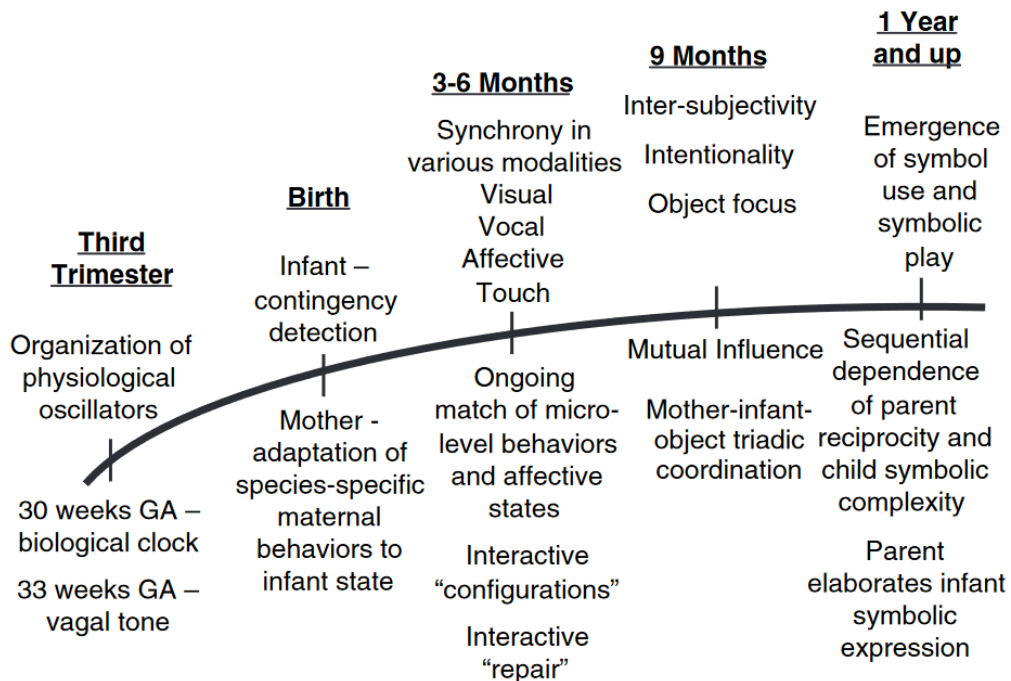 Third
Trimester
Organization of
physiological
oscillators
30 weeks GA –
biological clock
33 weeks GA –
vagal tone
Birth
Infant –
contingency
detection
Mother -
adaptation of
species-specific
maternal
behaviors to
infant state
3-6 Months
Synchrony in
various modalities
Visual
Vocal
Affective
Touch
Ongoing
match of micro-
level behaviors
and affective
states
Interactive
“configurations”
Interactive
“repair”
9 Months
Inter-subjectivity
Intentionality
Object focus
Mutual Influence
Mother-infant-
object triadic
coordination
1 Year
and up
Emergence
of symbol
use and
symbolic
play
Sequential
dependence
of parent
reciprocity and
child symbolic
complexity
Parent
elaborates infant
symbolic
expression